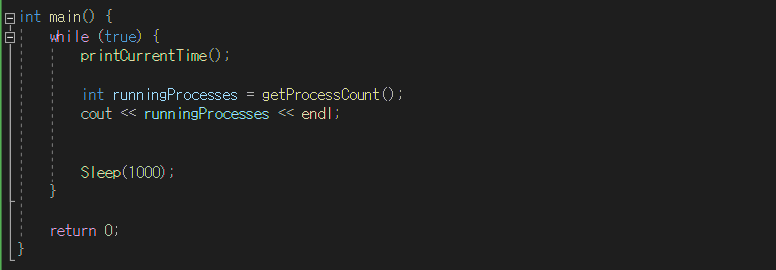 int main() {
while (true) {
printCurrentTime();
int runningProcesses = getProcessCount();
cout << runningProcesses << endl;
Sleep(1000);
}
return 0;
}